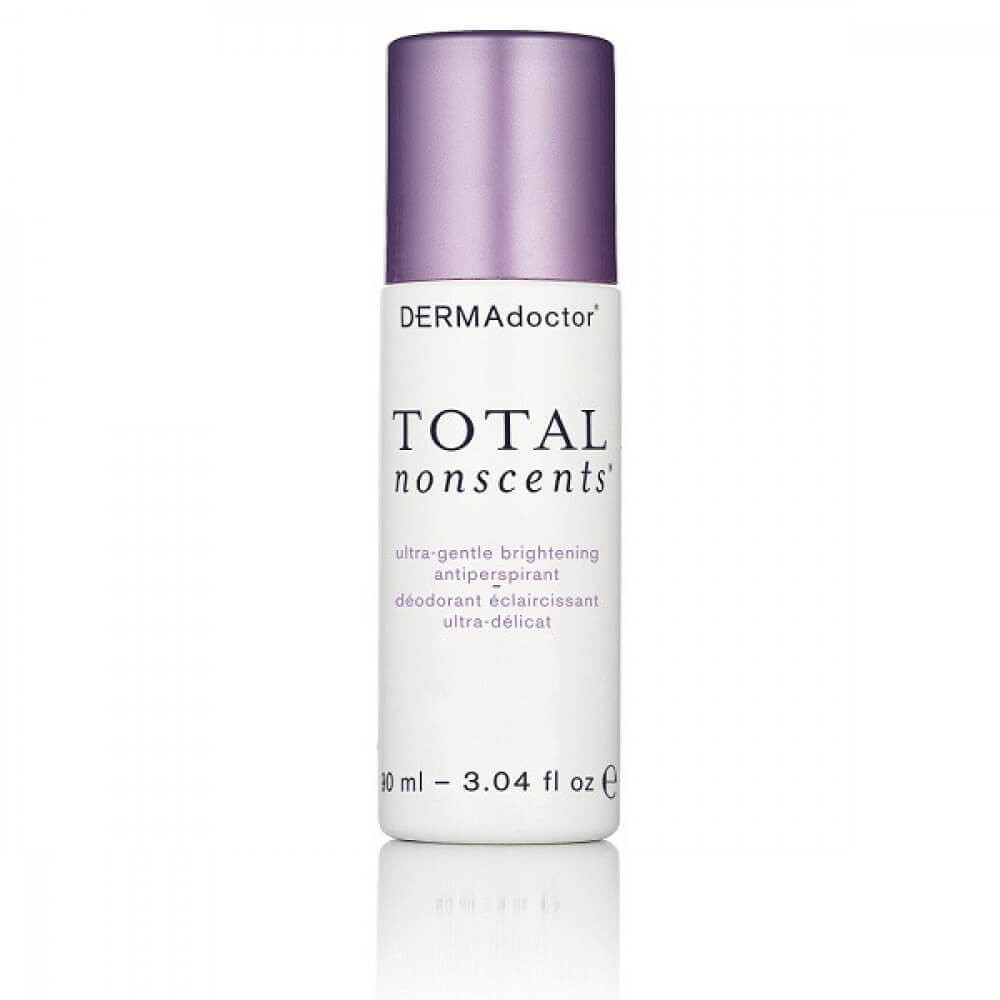 DERMAdoctor®
TOTAL
nonscents®
ultra-gentle brightening
antiperspirant
-
déodorant éclaircissant
ultra-délicat
90 ml – 3.04 fl oz ℮